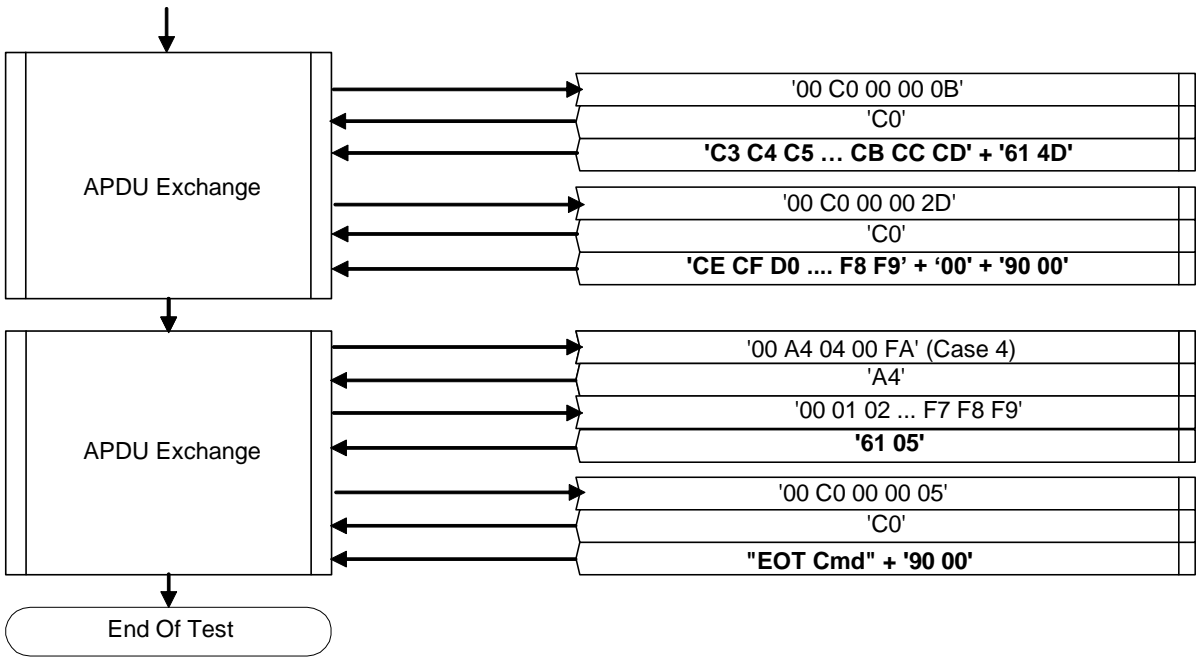 APDU Exchange
'00 C0 00 00 0B'
'C0'
'C3 C4 C5 … CB CC CD' + '61 4D'
'00 C0 00 00 2D'
'C0'
'CE CF D0 .... F8 F9’ + ‘00' + '90 00'
APDU Exchange
'00 A4 04 00 FA' (Case 4)
'A4'
'00 01 02 ... F7 F8 F9'
'61 05'
'00 C0 00 00 05'
'C0'
"EOT Cmd" + '90 00'
End Of Test